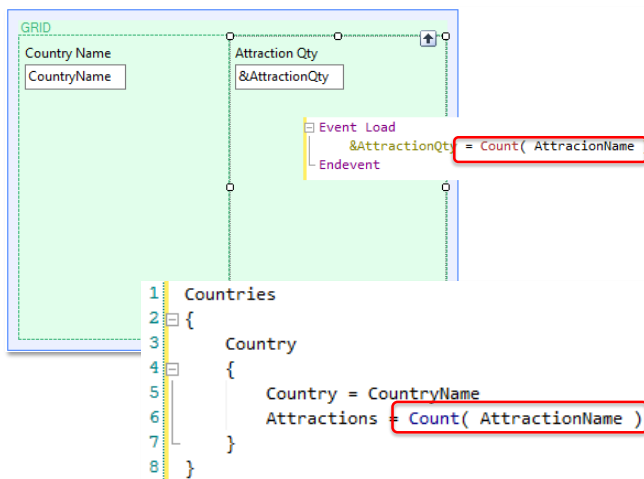 GRID
Country Name
Attraction Qty
CountryName
&AttractionQty
Event Load
&AttractionQty = Count( AttracionName
Endevent
1 Countries
2 {
3 Country
4 {
5 Country = CountryName
6 Attractions = Count( AttractionName )
7 }
8 }